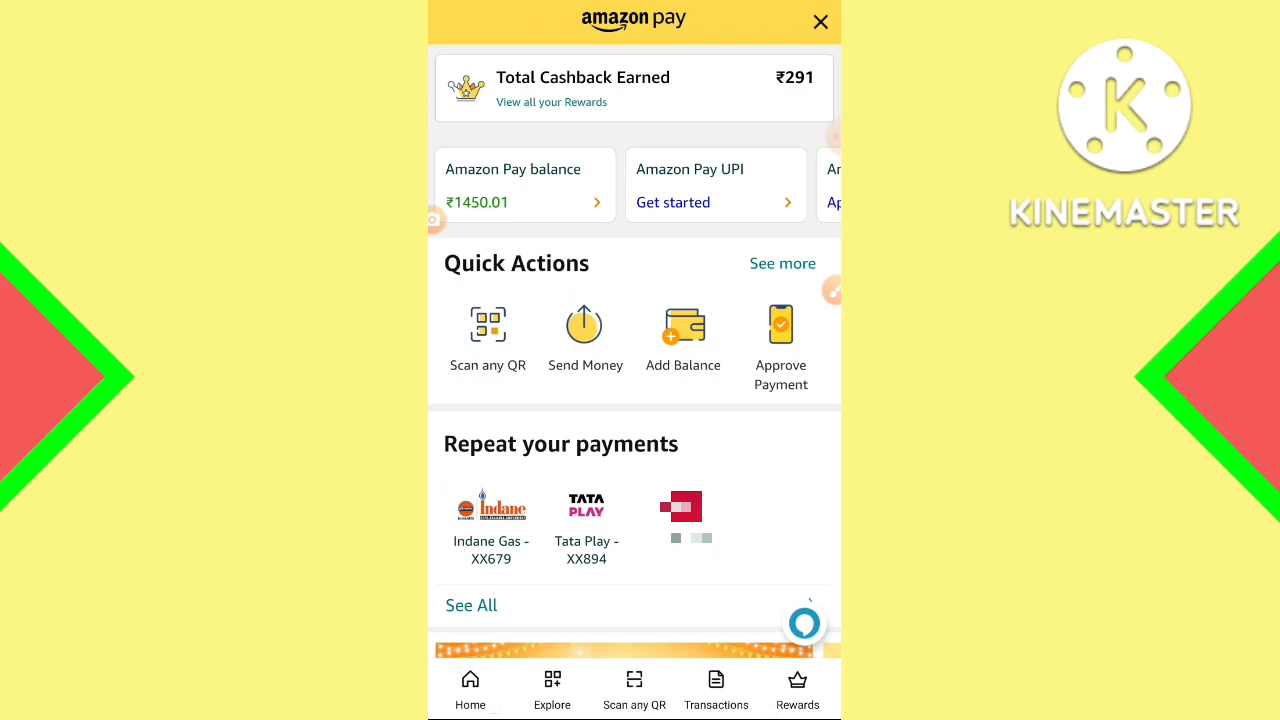 amazon pay
Total Cashback Earned
₹291
View all your Rewards
K
KINEMASTER
Amazon Pay balance
₹1450.01
Amazon Pay UPI
Get started
Quick Actions
See more
Scan any QR
Send Money
Add Balance
Approve
Payment
Repeat your payments
Indane
TATA
PLAY
Indane Gas -
XX679
Tata Play -
XX894
See All
Home
Explore
Scan any QR
Transactions
Rewards